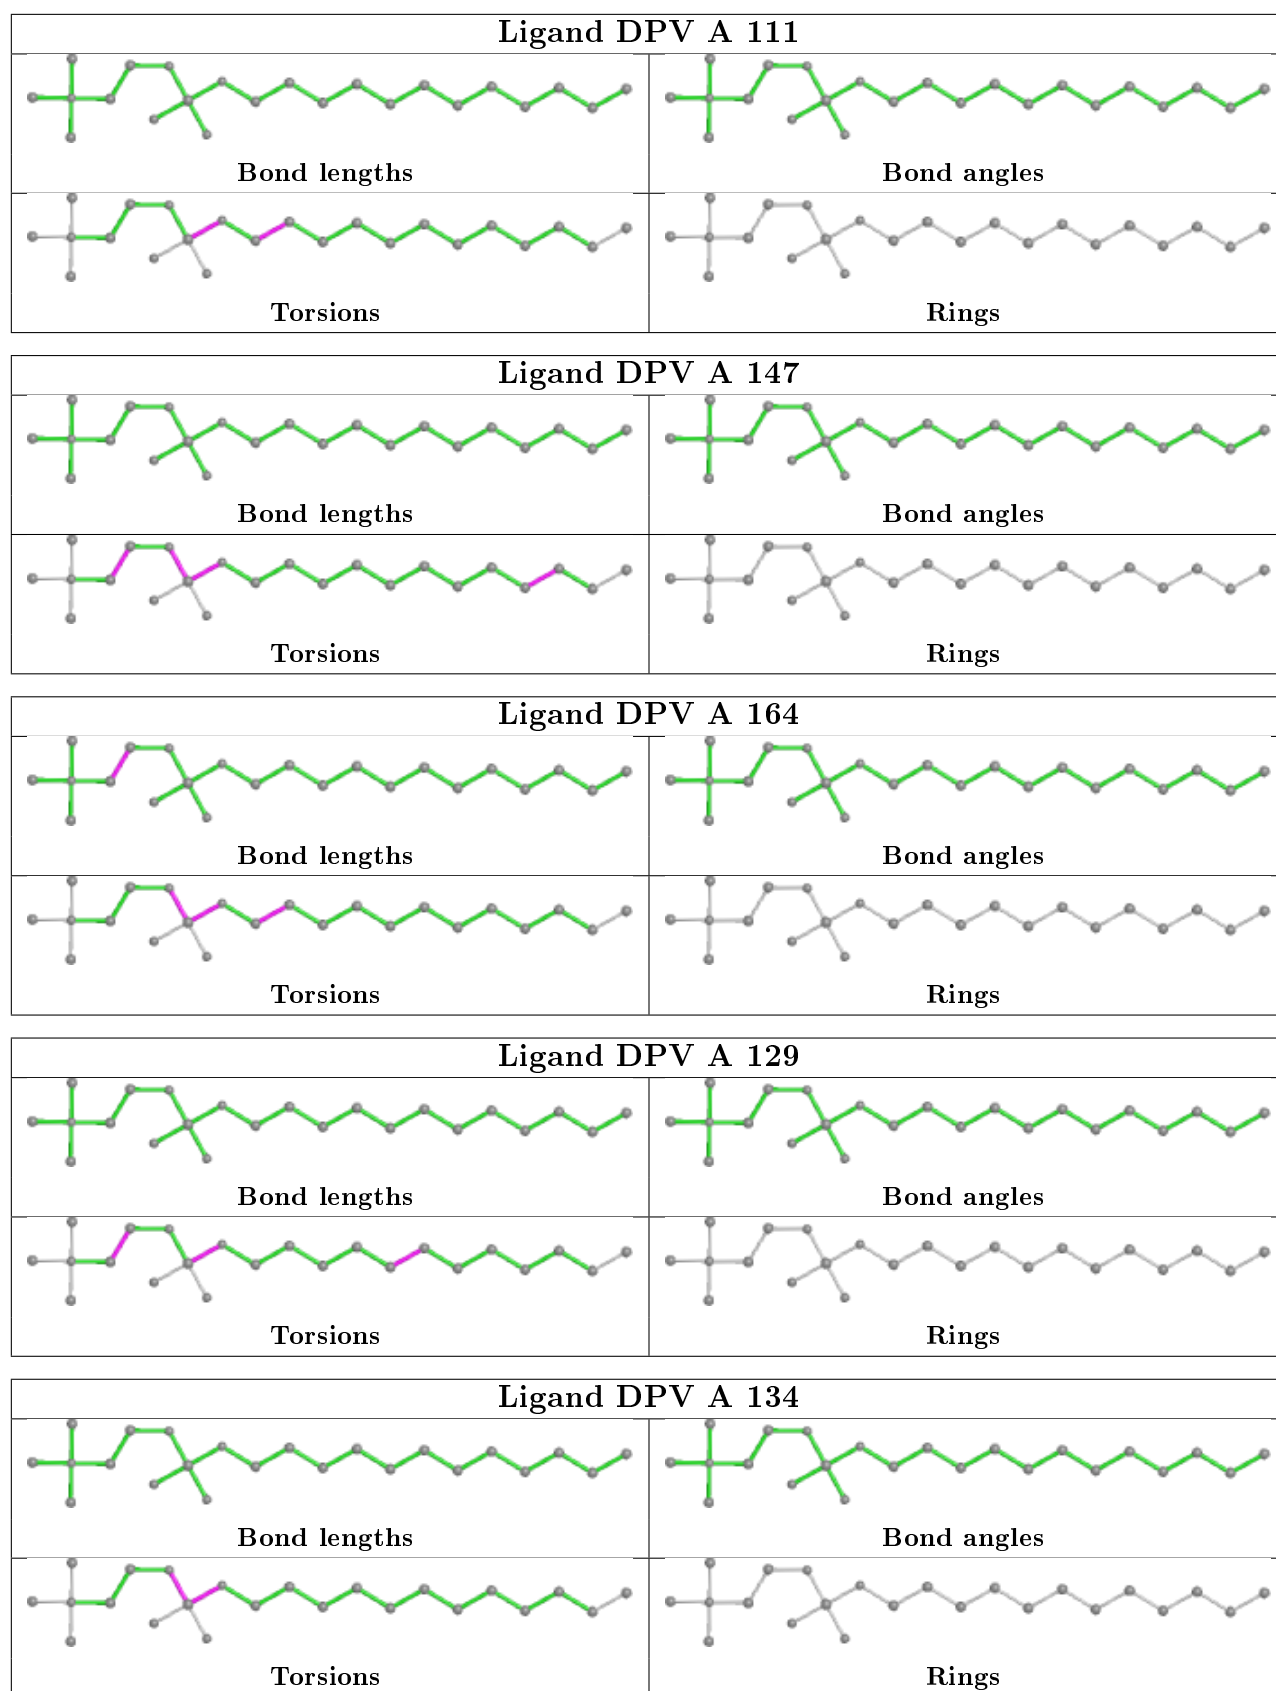 Ligand DPV A 111
Bond lengths
Bond angles
Torsions
Rings
Ligand DPV A 147
Bond lengths
Bond angles
Torsions
Rings
Ligand DPV A 164
Bond lengths
Bond angles
Torsions
Rings
Ligand DPV A 129
Bond lengths
Bond angles
Torsions
Rings
Ligand DPV A 134
Bond lengths
Bond angles
Torsions
Rings